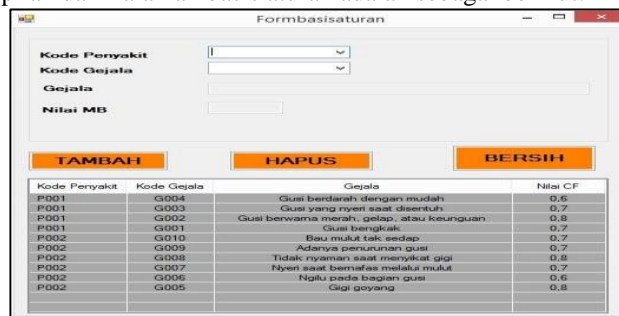 Formbasisaturan
Kode Penyakit
Kode Gejala
Gejala
Nilai MB
TAMBAH HAPUS BERSIH
Kode Penyakit Kode Gejala Gejala Nilai CF
P001 G004 Gusi berdarah dengan mudah 0,6
P001 G003 Gusi yang nyeri saat disentuh 0,7
P001 G002 Gusi berwarna merah, gelap, atau keunguan 0,8
P001 G001 Gusi bengkak 0,7
P002 G010 Bau mulut tak sedap 0,7
P002 G009 Adanya penurunan gusi 0,7
P002 G008 Tidak nyaman saat menyikat gigi 0,8
P002 G007 Nyeri saat bernafas melalui mulut 0,7
P002 G006 Ngilu pada bagian gusi 0,6
P002 G005 Gigi goyang 0,8